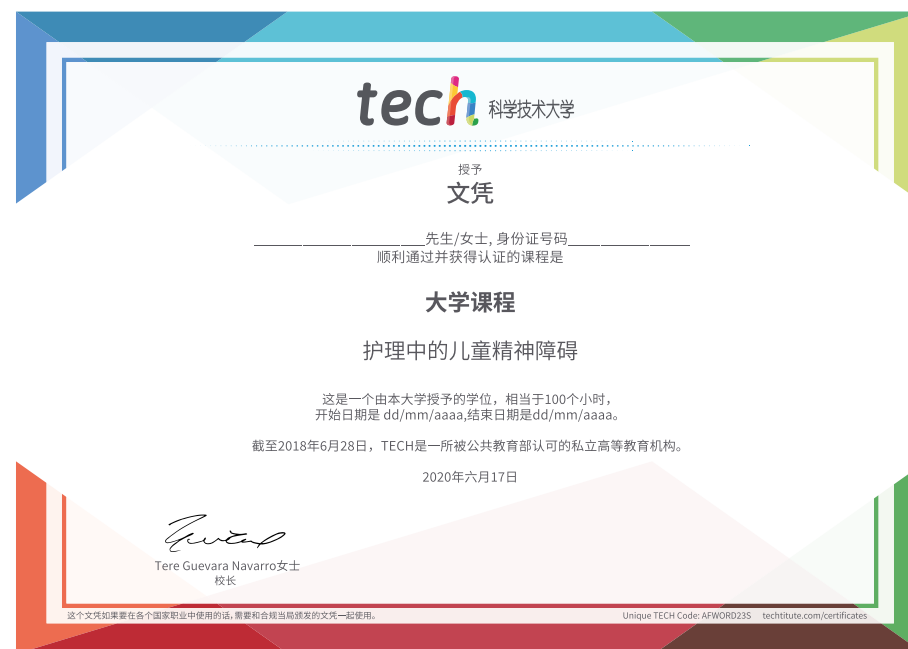 tech 科学技术大学
授予
文凭
先生/女士, 身份证号码
顺利通过并获得认证的课程是
大学课程
护理中的儿童精神障碍
这是一个由本大学授予的学位，相当于100个小时，
开始日期是 dd/mm/aaaa,结束日期是dd/mm/aaaa。
截至2018年6月28日，TECH是一所被公共教育部认可的私立高等教育机构。
2020年六月17日
Tere Guevara Navarro女士
校长
这个文凭如果要在各个国家职业中使用的话,需要和合规当局颁发的文凭一起使用。
Unique TECH Code: AFWORD23S techtitute.com/certificates